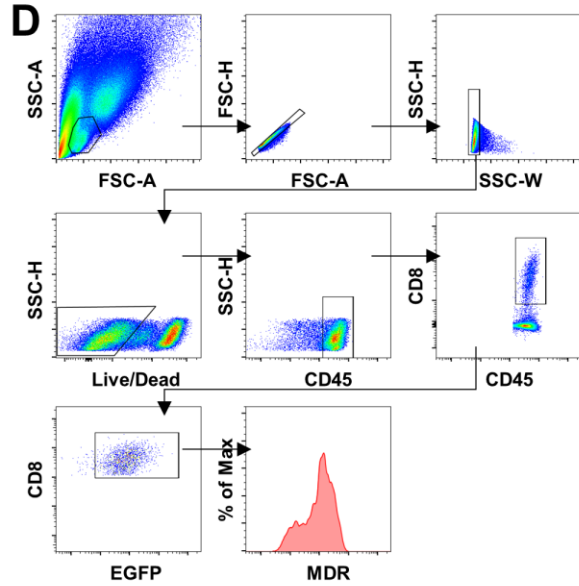 D
SSC-A
FSC-A
FSC-H
FSC-A
SSC-H
SSC-W
SSC-H
Live/Dead
SSC-H
CD45
CD8
CD45
CD8
EGFP
% of Max
MDR